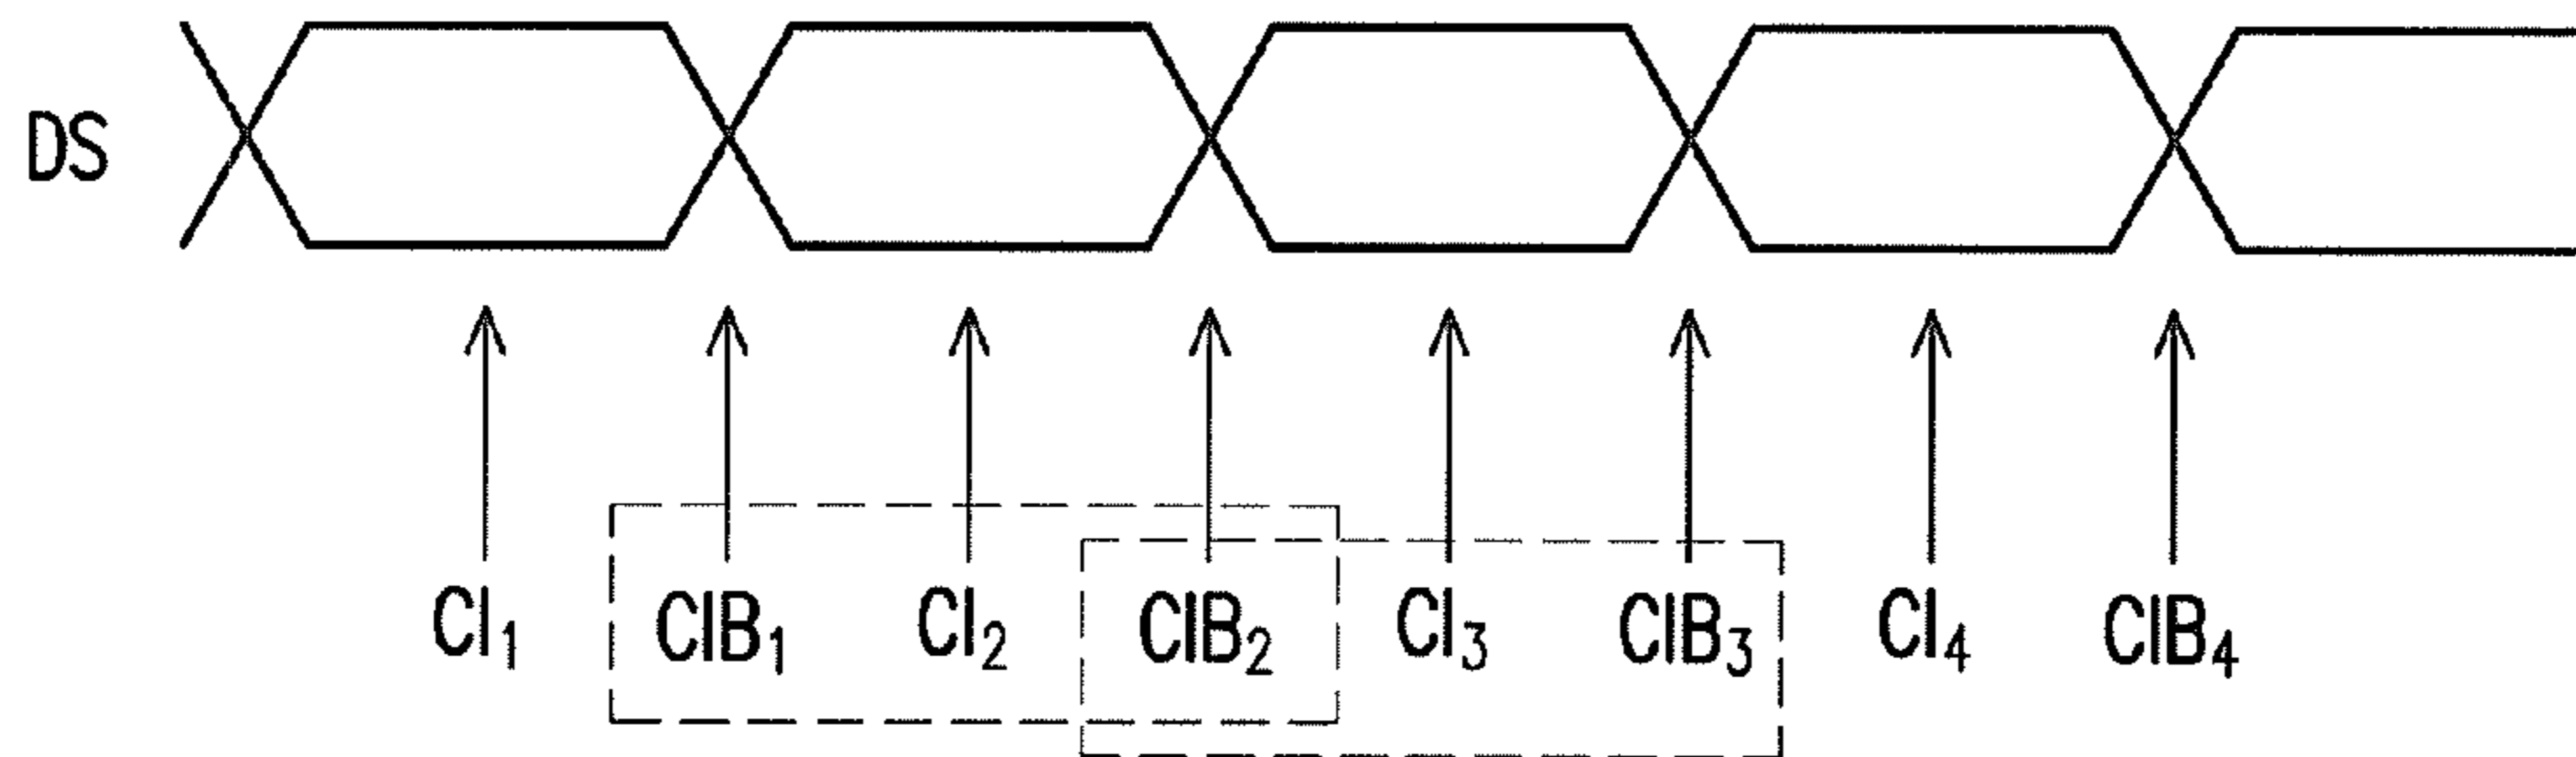 DS
CI₁ CIB₁ CI₂ CIB₂ CI₃ CIB₃ CI₄ CIB₄